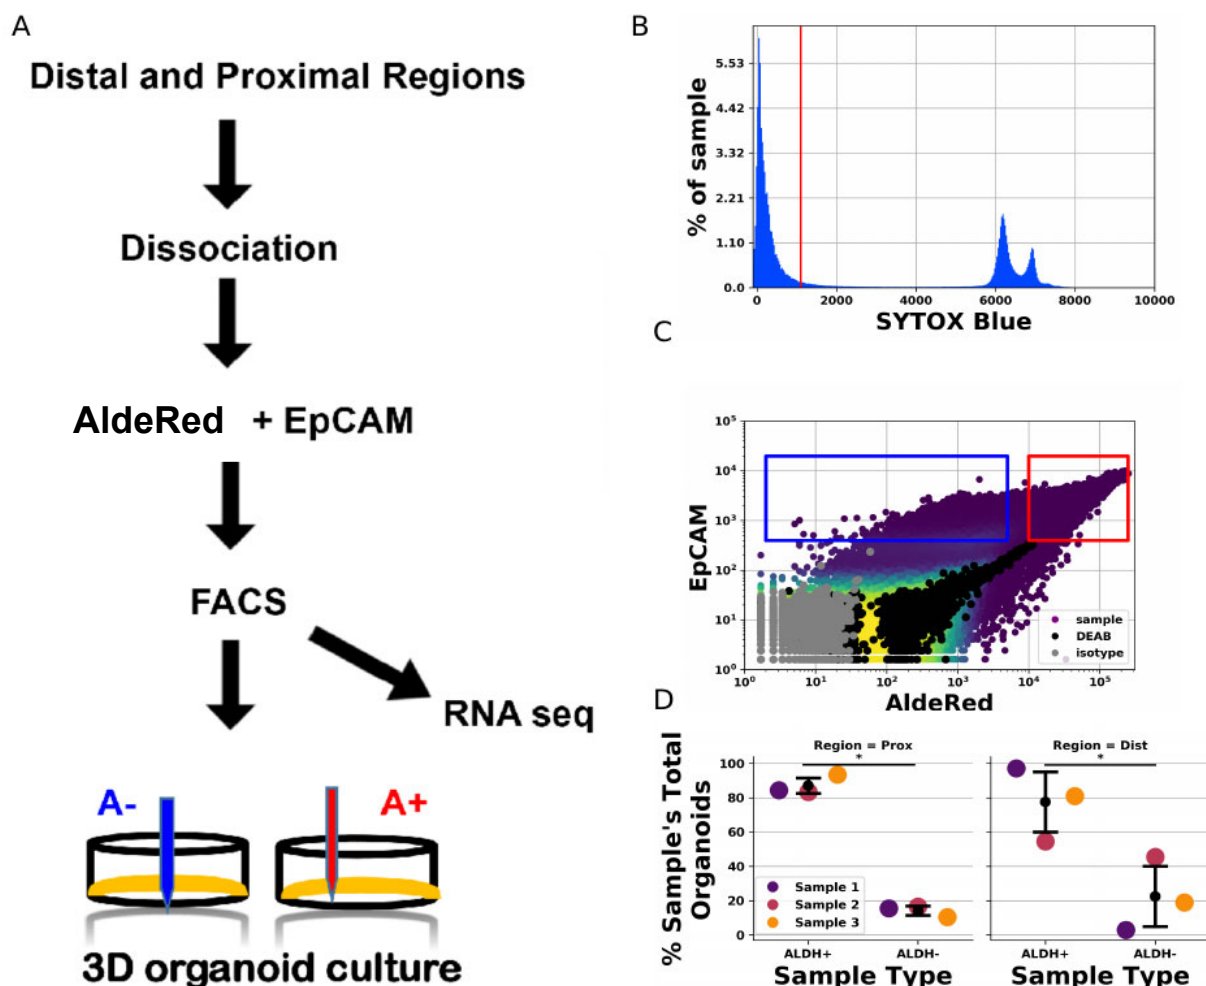 A
Distal and Proximal Regions
Dissociation
AldeRed + EpCAM
FACS
RNA seq
A-
A+
3D organoid culture
B
% of sample
5.53
4.42
3.32
2.21
1.10
0.0
0 2000 4000 6000 8000 10000
SYTOX Blue
C
EpCAM
10⁵
10⁴
10³
10²
10¹
10⁰
10⁰ 10¹ 10² 10³ 10⁴ 10⁵
AldeRed
sample
DEAB
isotype
D
% Sample's Total
Organoids
Region = Prox
*
100
80
60
40
20
0
Sample 1
Sample 2
Sample 3
ALDH+ ALDH-
Sample Type
Region = Dist
*
ALDH+ ALDH-
Sample Type